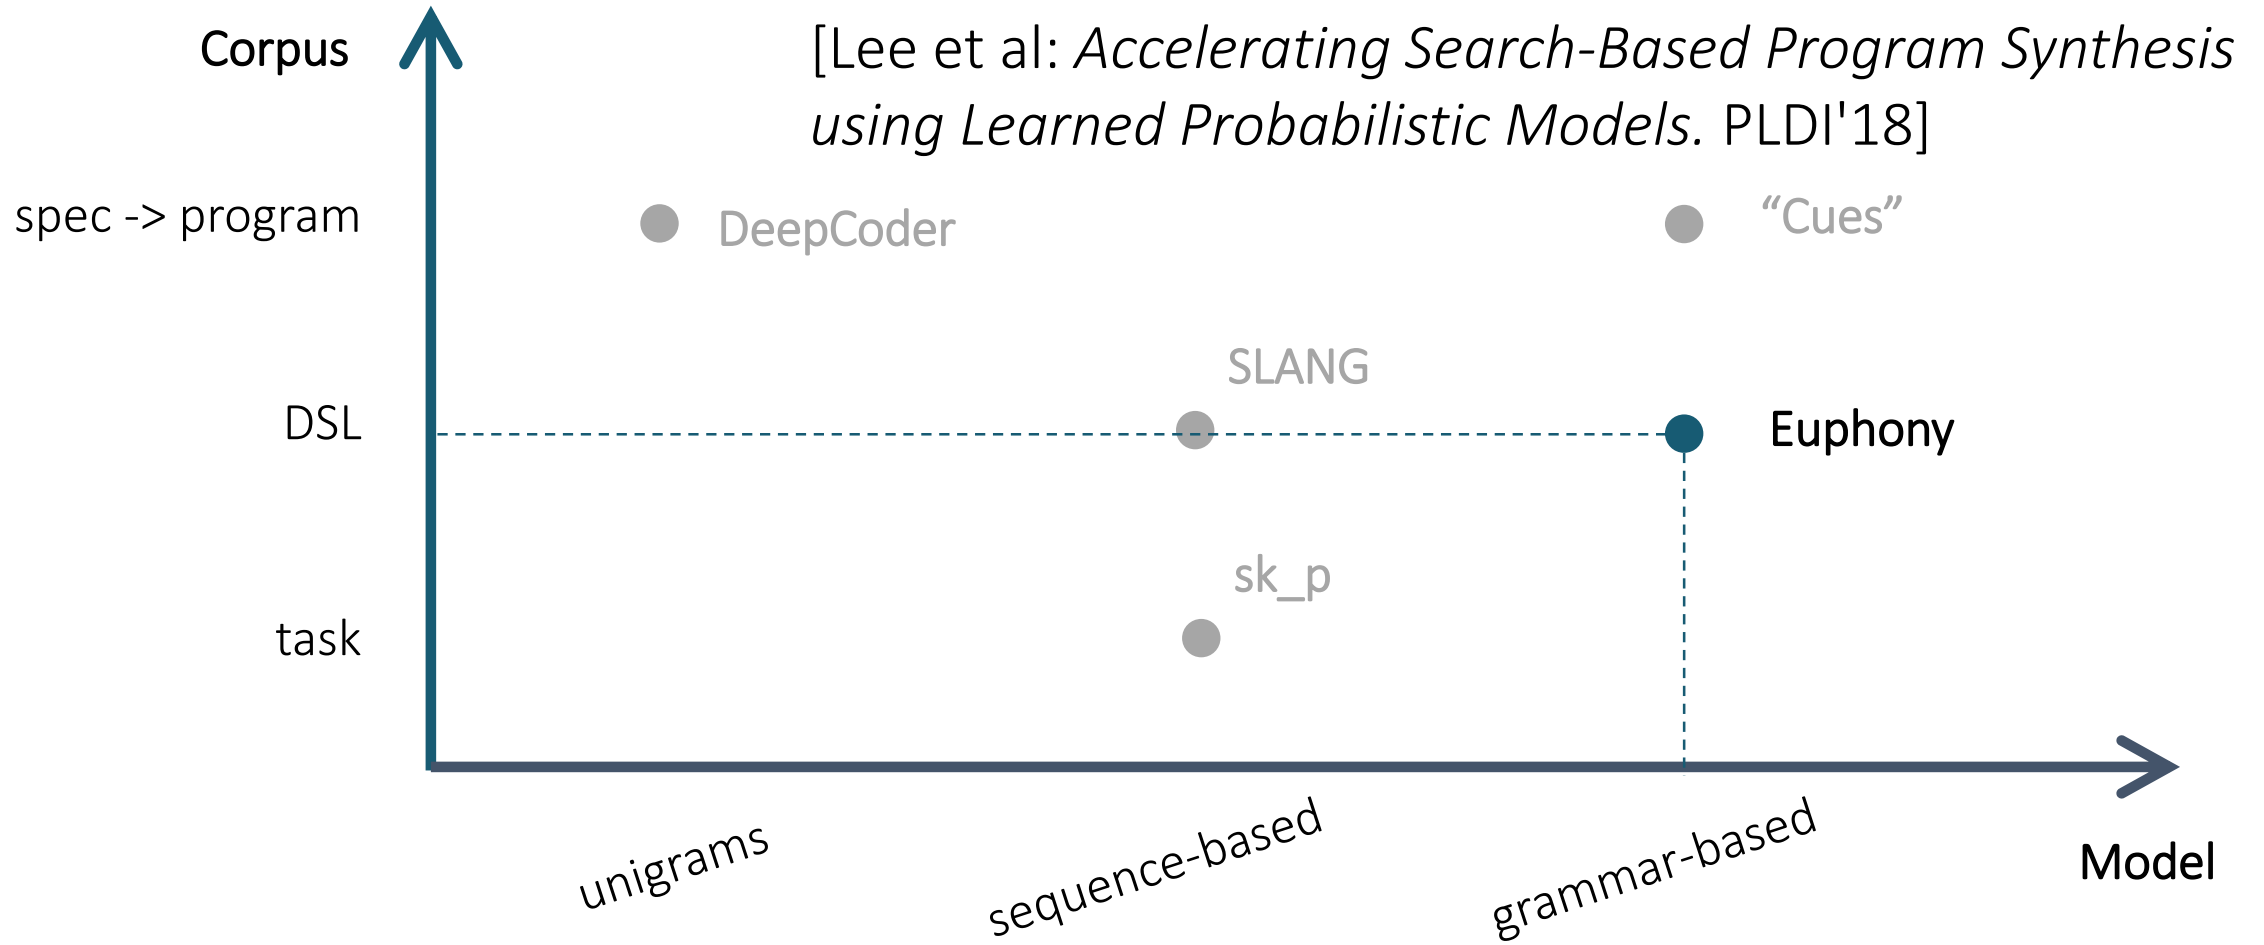 Corpus
[Lee et al: Accelerating Search-Based Program Synthesis
using Learned Probabilistic Models. PLDI'18]
spec -> program
DeepCoder
“Cues”
SLANG
DSL
Euphony
sk_p
task
unigrams
sequence-based
grammar-based
Model